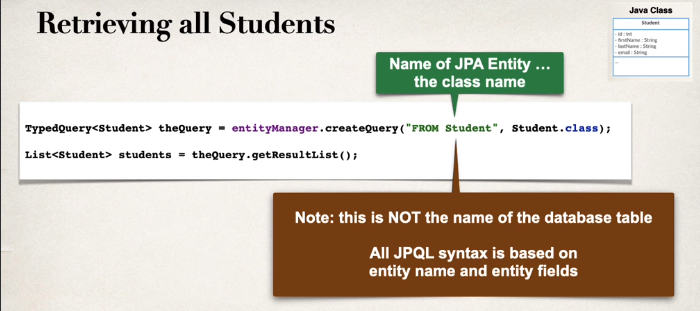 Retrieving all Students
Java Class
Student
- id : int
- firstName : String
- lastName : String
- email : String
...
Name of JPA Entity ...
the class name
TypedQuery<Student> theQuery = entityManager.createQuery("FROM Student", Student.class);
List<Student> students = theQuery.getResultList();
Note: this is NOT the name of the database table
All JPQL syntax is based on
entity name and entity fields